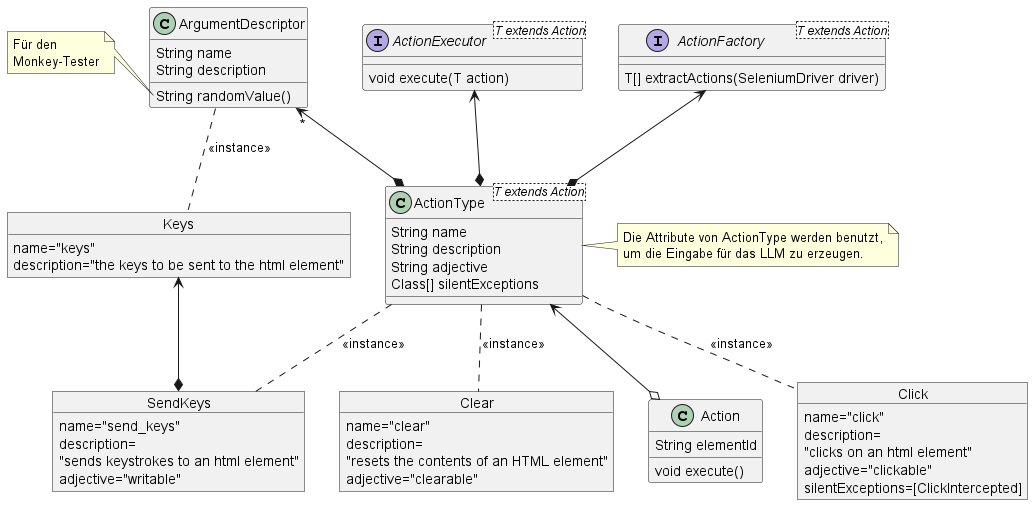 Für den
Monkey-Tester
C ArgumentDescriptor
String name
String description
String randomValue()
T extends Action
I ActionExecutor
void execute(T action)
T extends Action
I ActionFactory
T[] extractActions(SeleniumDriver driver)
*
«instance»
T extends Action
C ActionType
String name
String description
String adjective
Class[] silentExceptions
Die Attribute von ActionType werden benutzt,
um die Eingabe für das LLM zu erzeugen.
Keys
name="keys"
description="the keys to be sent to the html element"
«instance»
«instance»
«instance»
SendKeys
name="send_keys"
description=
"sends keystrokes to an html element"
adjective="writable"
Clear
name="clear"
description=
"resets the contents of an HTML element"
adjective="clearable"
C Action
String elementId
void execute()
Click
name="click"
description=
"clicks on an html element"
adjective="clickable"
silentExceptions=[ClickIntercepted]